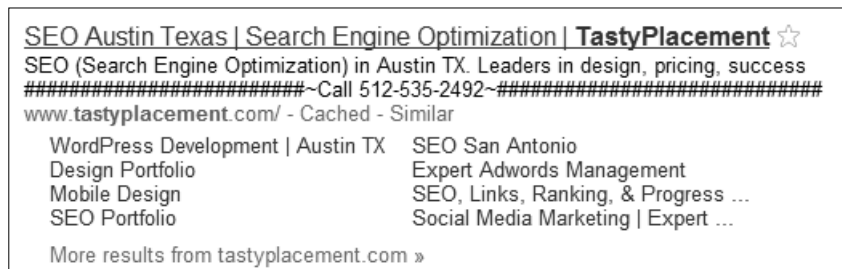 SEO Austin Texas | Search Engine Optimization | TastyPlacement ☆
SEO (Search Engine Optimization) in Austin TX. Leaders in design, pricing, success
#########################~Call 512-535-2492~#############################
www.tastyplacement.com/ - Cached - Similar
WordPress Development | Austin TX SEO San Antonio
Design Portfolio Expert Adwords Management
Mobile Design SEO, Links, Ranking, & Progress ...
SEO Portfolio Social Media Marketing | Expert ...
More results from tastyplacement.com »